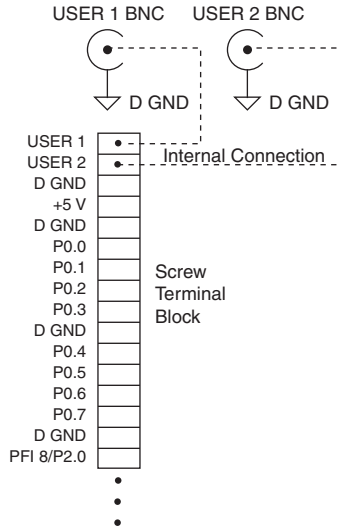 USER 1 BNC
USER 2 BNC
D GND
D GND
USER 1
USER 2
Internal Connection
D GND
+5 V
D GND
P0.0
P0.1
P0.2
P0.3
D GND
P0.4
P0.5
P0.6
P0.7
D GND
PFI 8/P2.0
Screw
Terminal
Block